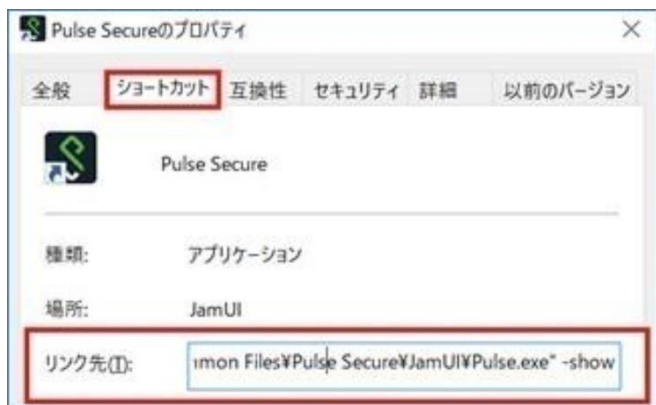 Pulse Secureのプロパティ
全般 ショートカット 互換性 セキュリティ 詳細 以前のバージョン
Pulse Secure
種類: アプリケーション
場所: JamUI
リンク先(T): mon Files¥Pulse Secure¥JamUI¥Pulse.exe" -show